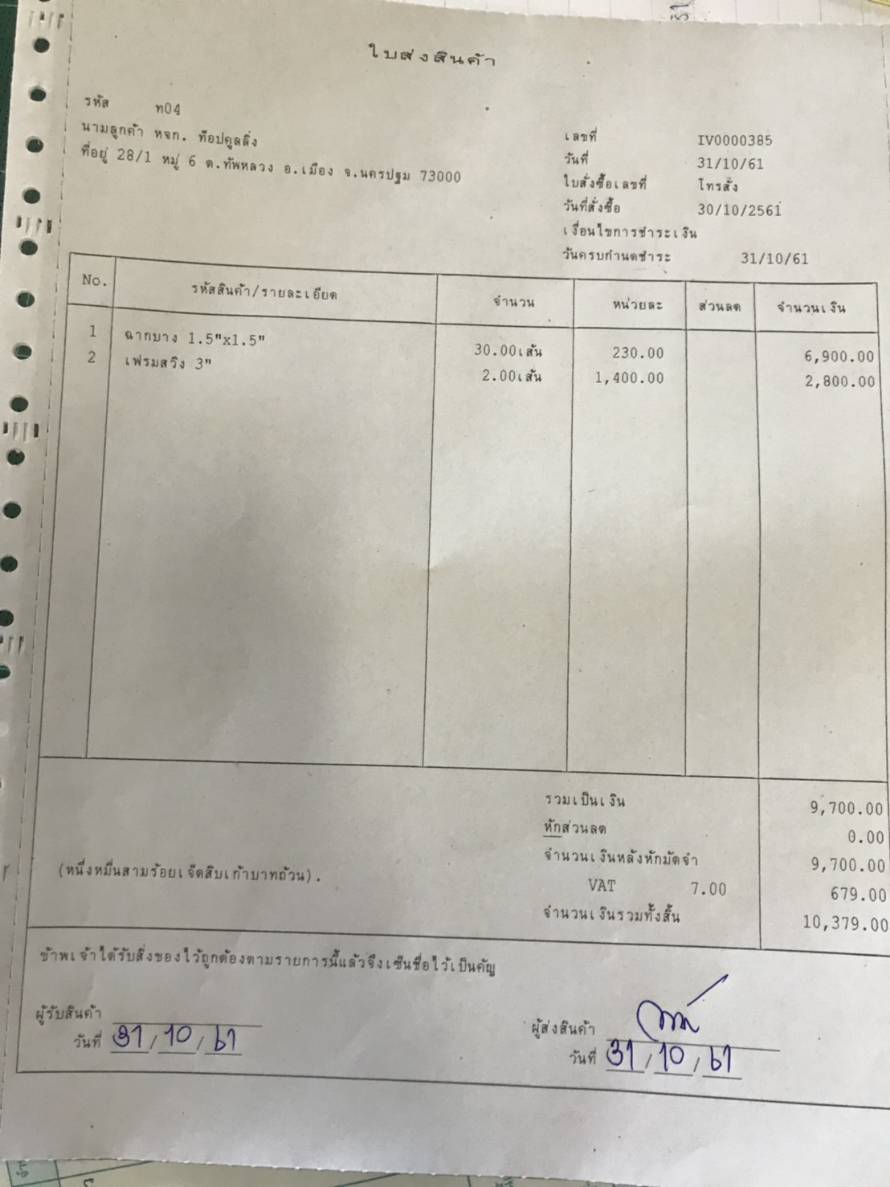 ใบส่งสินค้า
รหัส ท04
นามลูกค้า หจก. ท๊อปคูลลิ่ง
ที่อยู่ 28/1 หมู่ 6 ต.ทัพหลวง อ.เมือง จ.นครปฐม 73000
เลขที่ IV0000385
วันที่ 31/10/61
ใบสั่งซื้อเลขที่ โทรสั่ง
วันที่สั่งซื้อ 30/10/2561
เงื่อนไขการชำระเงิน
วันครบกำหนดชำระ 31/10/61
No. รหัสสินค้า/รายละเอียด จำนวน หน่วยละ ส่วนลด จำนวนเงิน
1 ฉากบาง 1.5"x1.5" 30.00เส้น 230.00 6,900.00
2 เฟรมสวิง 3" 2.00เส้น 1,400.00 2,800.00
รวมเป็นเงิน 9,700.00
หักส่วนลด 0.00
จำนวนเงินหลังหักมัดจำ 9,700.00
(หนึ่งหมื่นสามร้อยเจ็ดสิบเก้าบาทถ้วน). VAT 7.00 679.00
จำนวนเงินรวมทั้งสิ้น 10,379.00
ข้าพเจ้าได้รับสิ่งของไว้ถูกต้องตามรายการนี้แล้วจึงเซ็นชื่อไว้เป็นคัญ
ผู้รับสินค้า
วันที่ 31/10/61
ผู้ส่งสินค้า
วันที่ 31/10/61